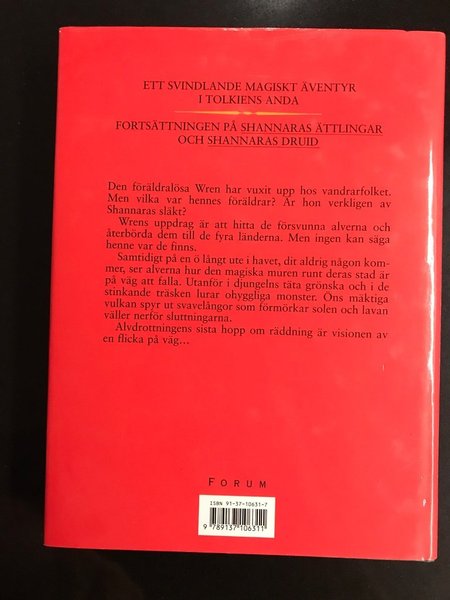 ETT SVINDLANDE MAGISKT ÄVENTYR
I TOLKIENS ANDA
FORTSÄTTNINGEN PÅ SHANNARAS ÄTTLINGAR
OCH SHANNARAS DRUID
Den föräldralösa Wren har vuxit upp hos vandrarfolket.
Men vilka var hennes föräldrar? Är hon verkligen av
Shannaras släkt?
Wrens uppdrag är att hitta de försvunna alverna och
återbörda dem till de fyra länderna. Men ingen kan säga
henne var de finns.
Samtidigt på en ö långt ute i havet, dit aldrig någon kom-
mer, ser alverna hur den magiska muren runt deras stad är
på väg att falla. Utanför i djungelns täta grönska och i de
stinkande träsken lurar ohyggliga monster. Öns mäktiga
vulkan spyr ut svavelångor som förmörkar solen och lavan
väller nerför sluttningarna.
Alvdrottningens sista hopp om räddning är visionen av
en flicka på väg...
FORUM
ISBN 91-37-10631-7
9 789137 106311